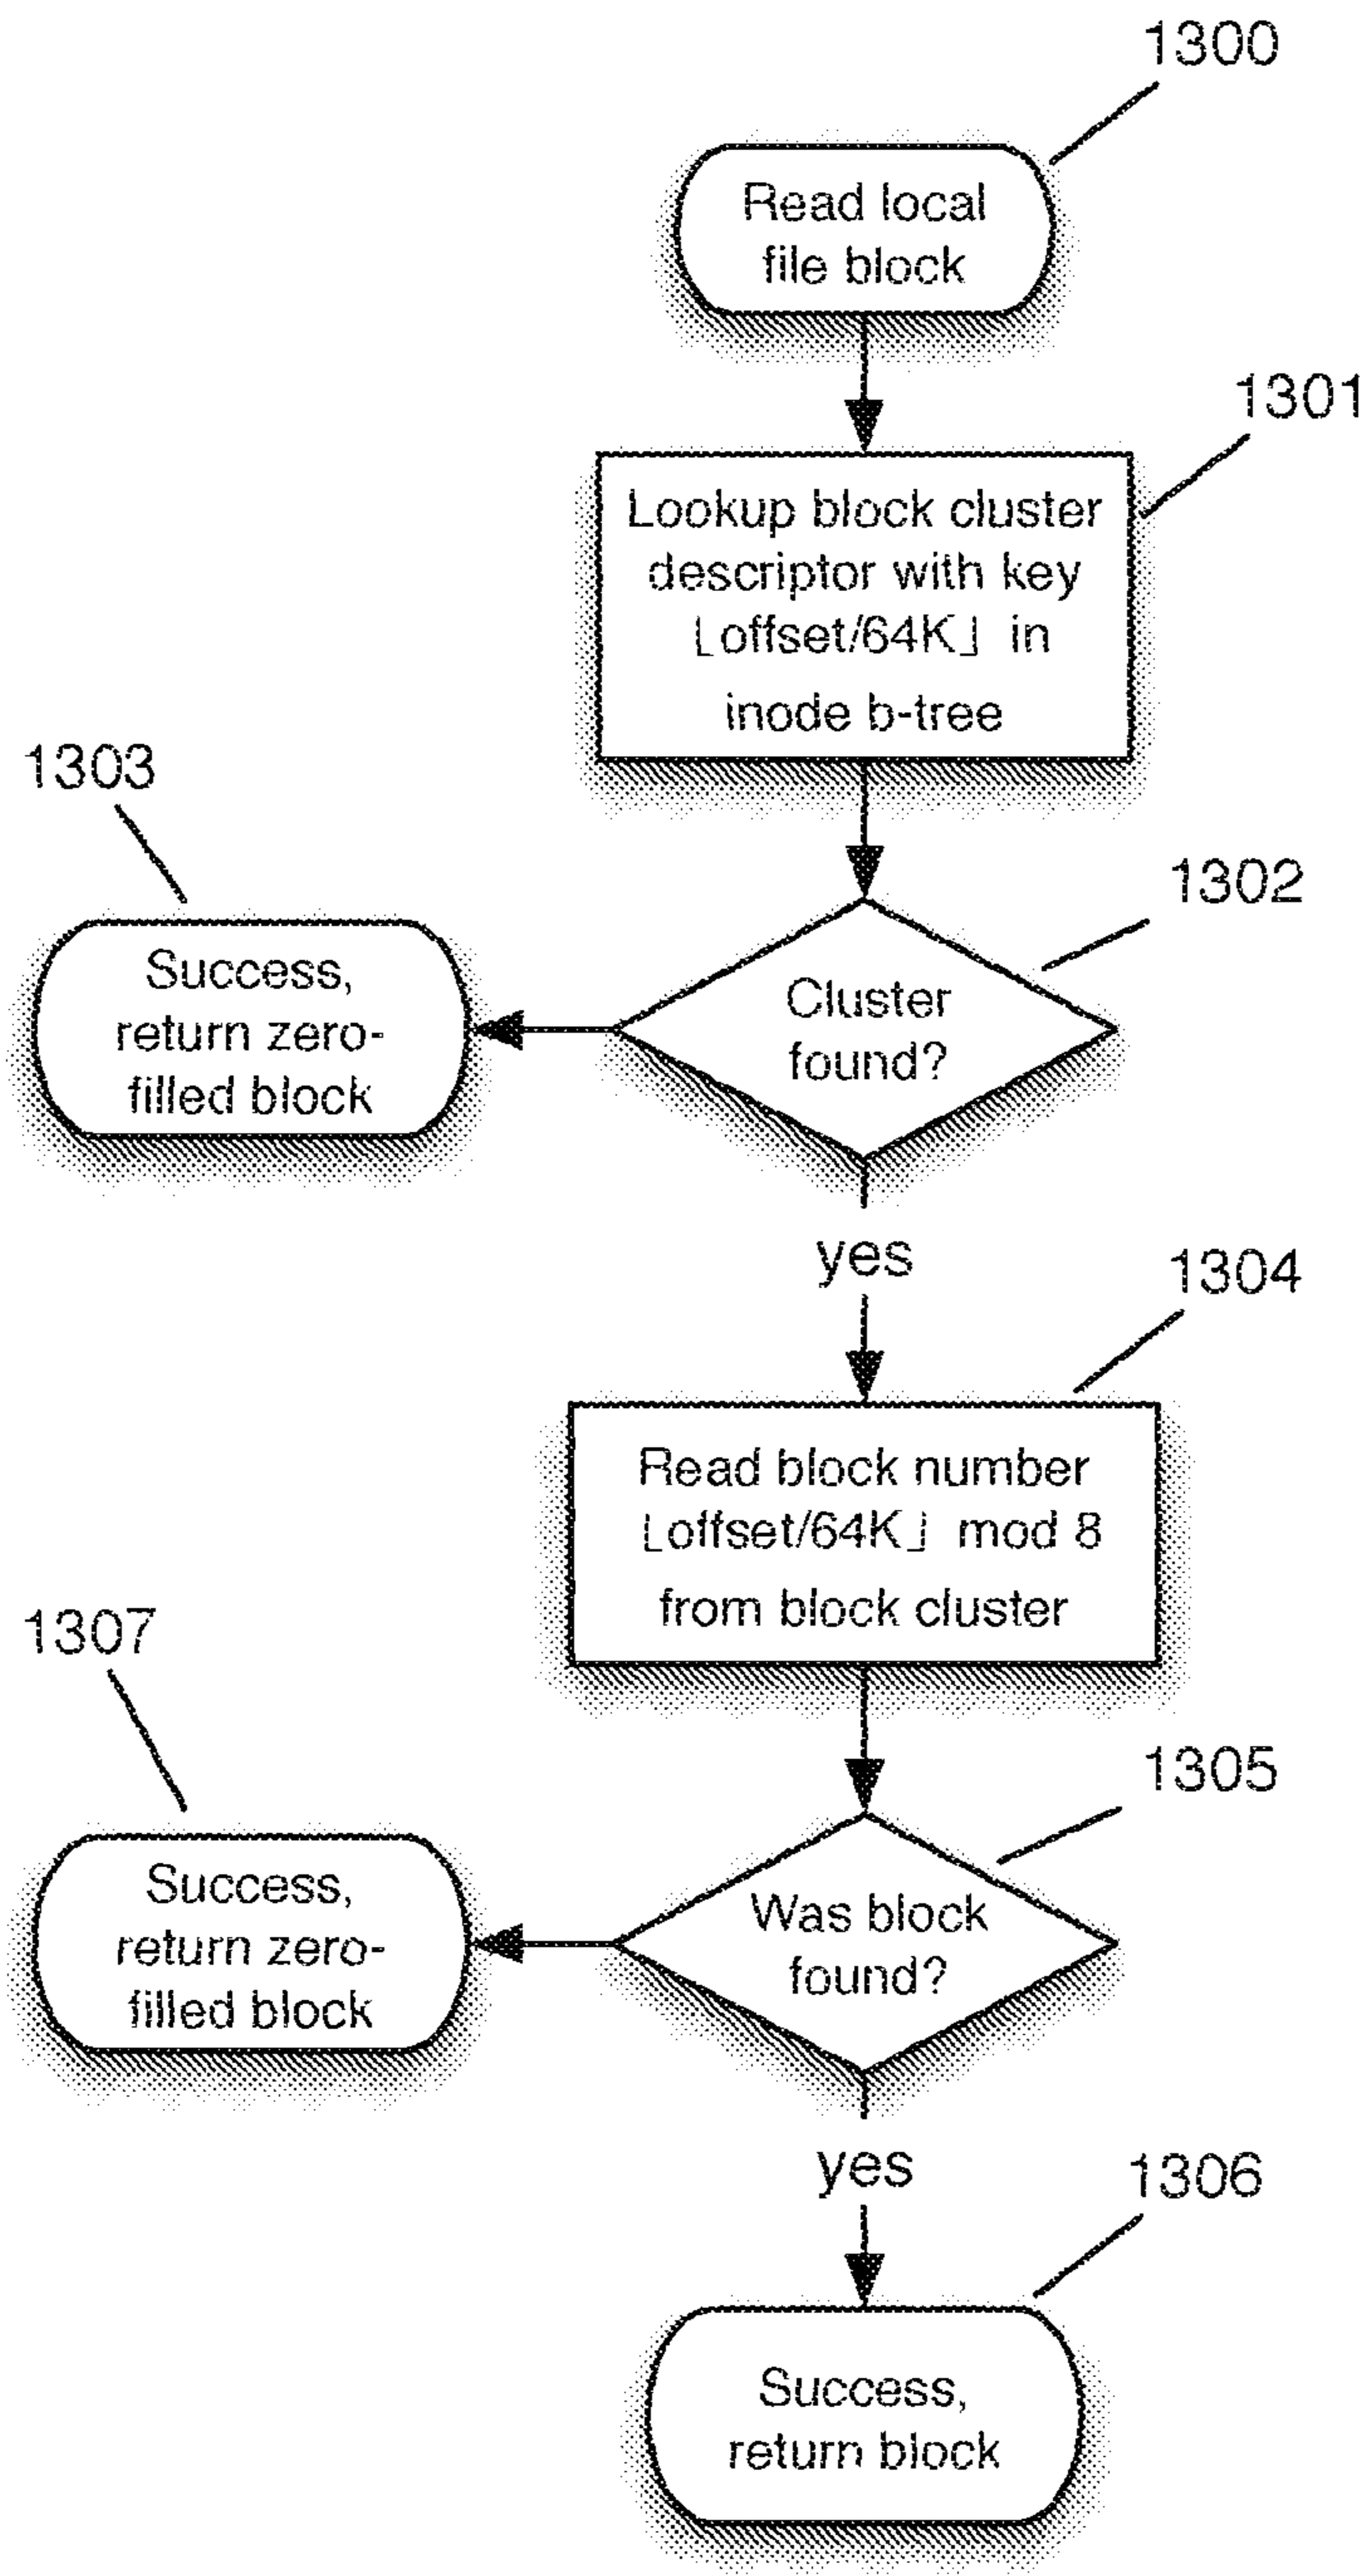 1300
Read local
file block
1301
Lookup block cluster
descriptor with key
⌊offset/64K⌋ in
inode b-tree
1303
1302
Success,
return zero-
filled block
Cluster
found?
yes
1304
Read block number
⌊offset/64K⌋ mod 8
from block cluster
1307
1305
Success,
return zero-
filled block
Was block
found?
yes
1306
Success,
return block